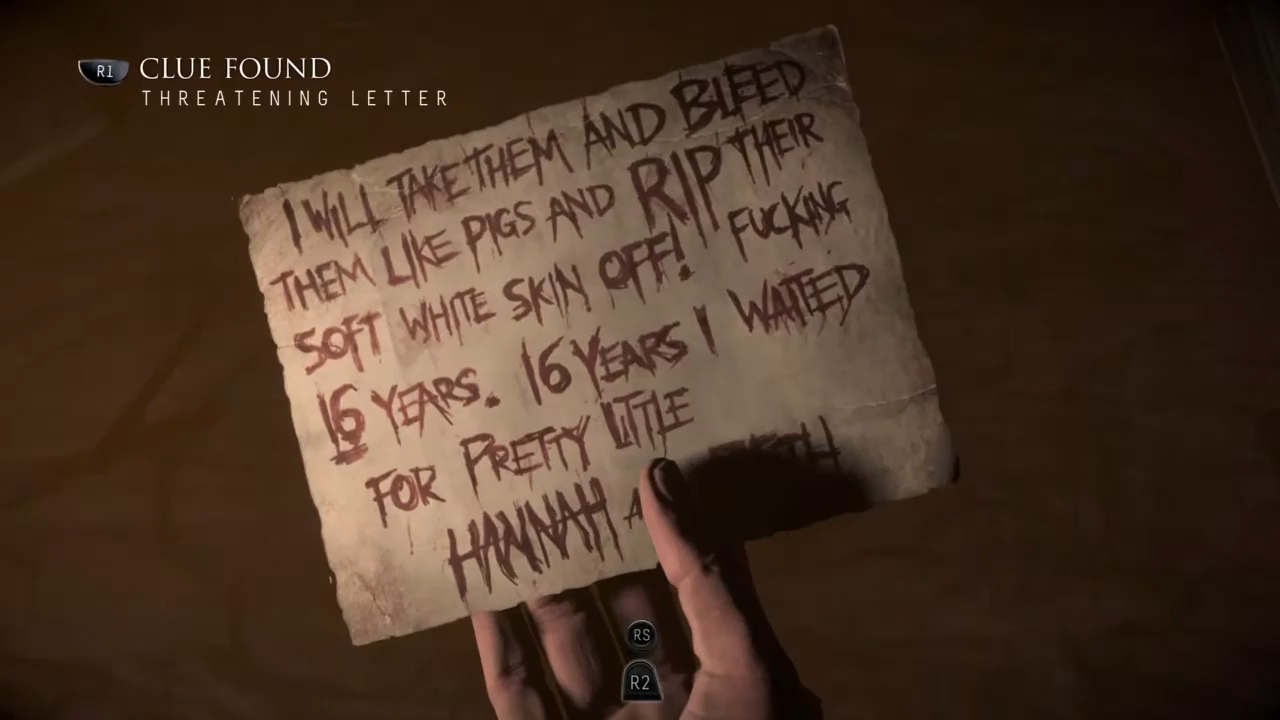 R1 CLUE FOUND
THREATENING LETTER
I WILL TAKE THEM AND BLEED
THEM LIKE PIGS AND RIP THEIR
SOFT WHITE SKIN OFF! FUCKING
16 YEARS. 16 YEARS I WAITED
FOR PRETTY LITTLE
HANNAH
RS
R2